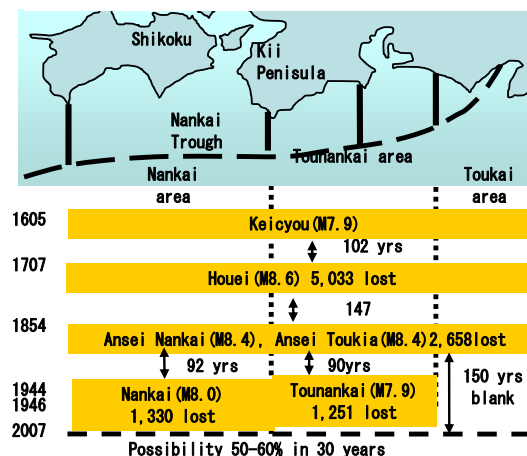 Shikoku
Kii
Penisula
Nankai
Trough
Tounankai area
Nankai
area
Toukai
area
1605
Keicyou(M7.9)
102 yrs
1707
Houei(M8.6) 5,033 lost
147
1854
Ansei Nankai(M8.4), Ansei Toukia(M8.4)2,658lost
92 yrs
90yrs
150 yrs
blank
1944
1946
Nankai(M8.0)
1,330 lost
Tounankai(M7.9)
1,251 lost
2007
Possibility 50-60% in 30 years